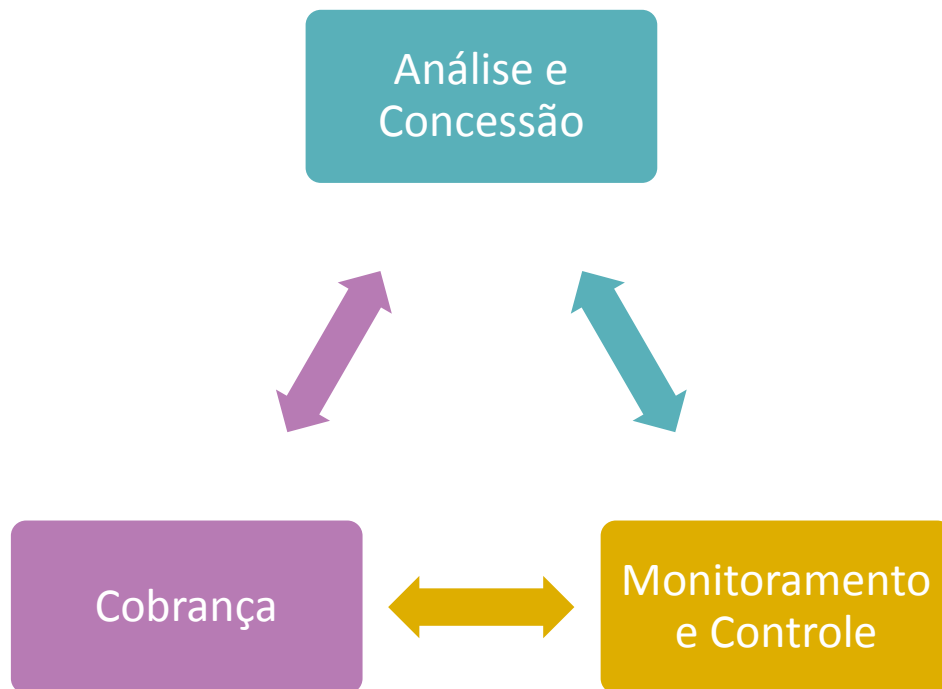 Análise e
Concessão
Cobrança
Monitoramento
e Controle